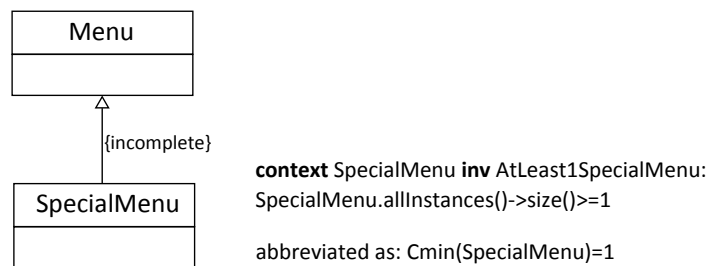 Menu
{incomplete}
SpecialMenu
context SpecialMenu inv AtLeast1SpecialMenu:
SpecialMenu.allInstances()->size()>=1
abbreviated as: Cmin(SpecialMenu)=1